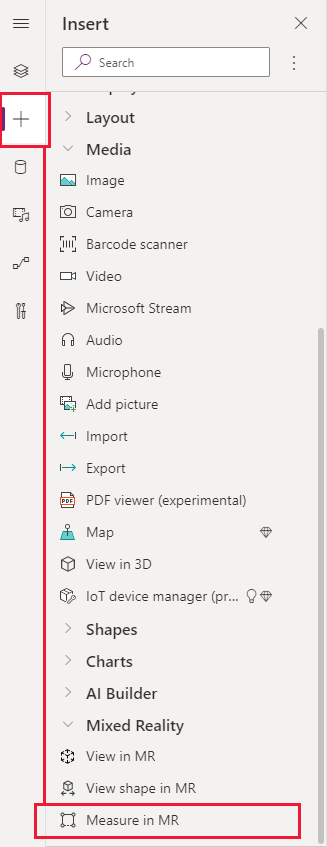 Insert
Search
Layout
Media
Image
Camera
Barcode scanner
Video
Microsoft Stream
Audio
Microphone
Add picture
Import
Export
PDF viewer (experimental)
Map
View in 3D
IoT device manager (pr...
Shapes
Charts
AI Builder
Mixed Reality
View in MR
View shape in MR
Measure in MR